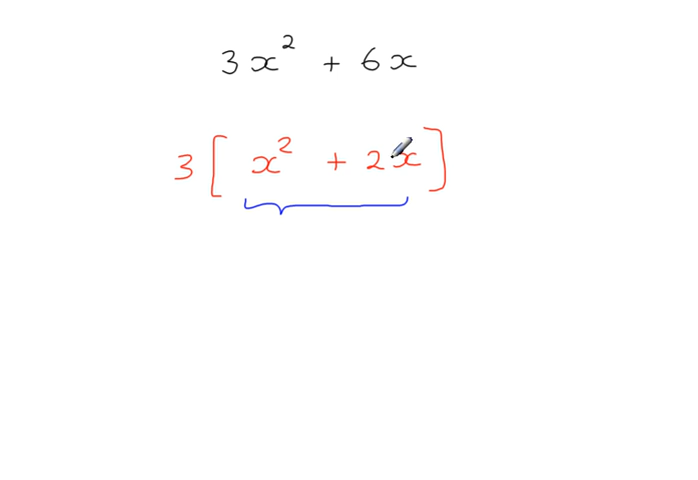 3x² + 6x
3[x² + 2x]